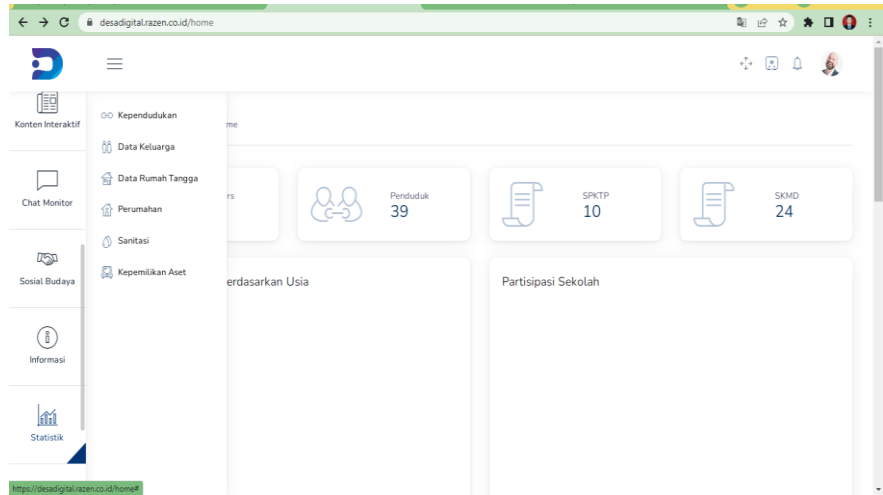 desadigital.razen.co.id/home
Konten Interaktif
Chat Monitor
Sosial Budaya
Informasi
Statistik
Kependudukan
Data Keluarga
Data Rumah Tangga
Perumahan
Sanitasi
Kepemilikan Aset
me
rs
Penduduk
39
SPKTP
10
SKMD
24
erdasarkan Usia
Partisipasi Sekolah
https://desadigital.razen.co.id/home#